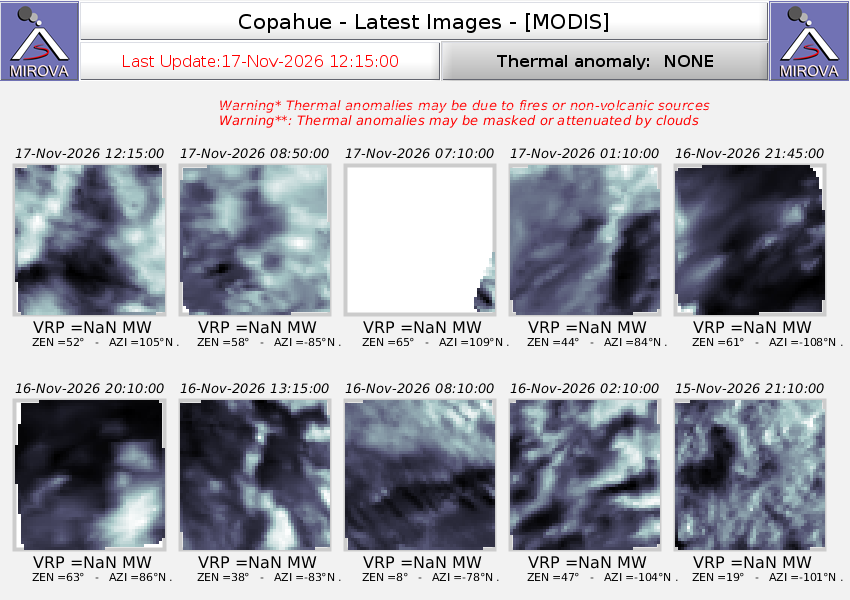 Copahue - Latest Images - [MODIS]
MIROVA
Last Update:17-Nov-2026 12:15:00
Thermal anomaly: NONE
MIROVA
Warning* Thermal anomalies may be due to fires or non-volcanic sources
Warning**: Thermal anomalies may be masked or attenuated by clouds
17-Nov-2026 12:15:00 17-Nov-2026 08:50:00 17-Nov-2026 07:10:00 17-Nov-2026 01:10:00 16-Nov-2026 21:45:00
VRP =NaN MW VRP =NaN MW VRP =NaN MW VRP =NaN MW VRP =NaN MW
ZEN =52° - AZI =105°N . ZEN =58° - AZI =-85°N . ZEN =65° - AZI =109°N . ZEN =44° - AZI =84°N . ZEN =61° - AZI =-108°N .
16-Nov-2026 20:10:00 16-Nov-2026 13:15:00 16-Nov-2026 08:10:00 16-Nov-2026 02:10:00 15-Nov-2026 21:10:00
VRP =NaN MW VRP =NaN MW VRP =NaN MW VRP =NaN MW VRP =NaN MW
ZEN =63° - AZI =86°N . ZEN =38° - AZI =-83°N . ZEN =8° - AZI =-78°N . ZEN =47° - AZI =-104°N . ZEN =19° - AZI =-101°N .